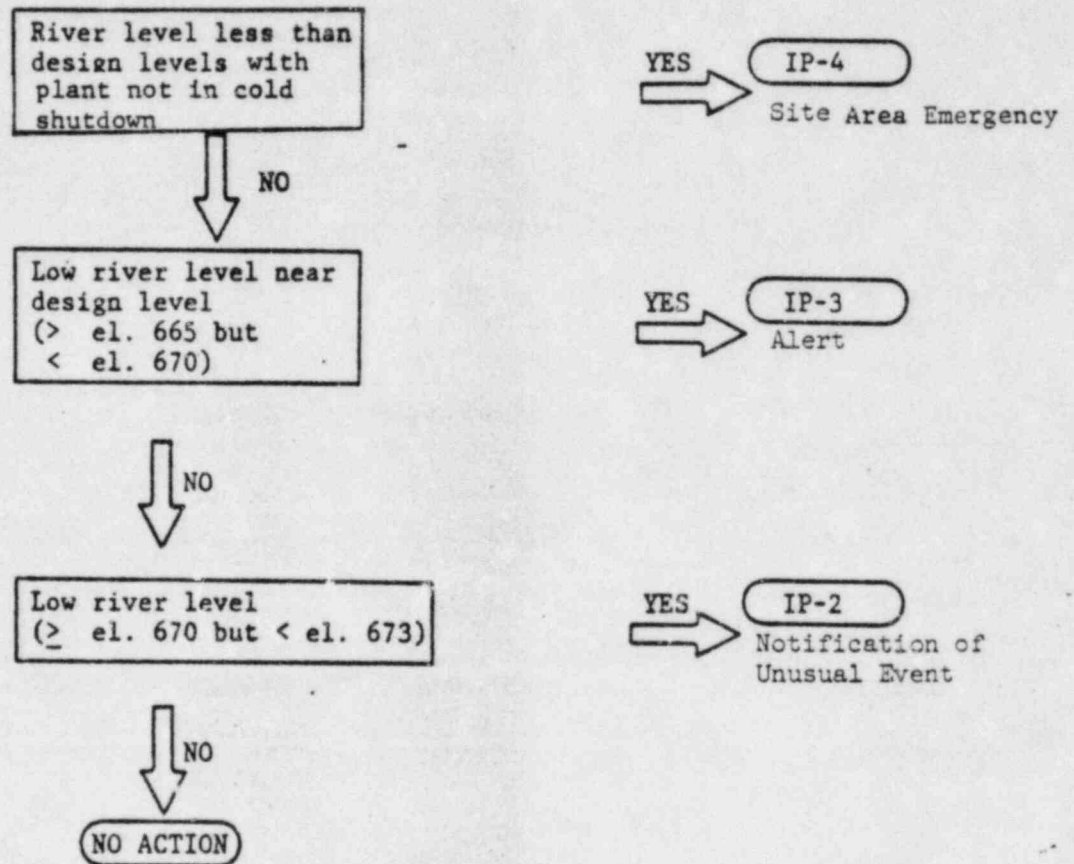 River level less than
design levels with
plant not in cold
shutdown
YES
IP-4
Site Area Emergency
NO
Low river level near
design level
(> el. 665 but
< el. 670)
YES
IP-3
Alert
NO
Low river level
(≥ el. 670 but < el. 673)
YES
IP-2
Notification of
Unusual Event
NO
NO ACTION